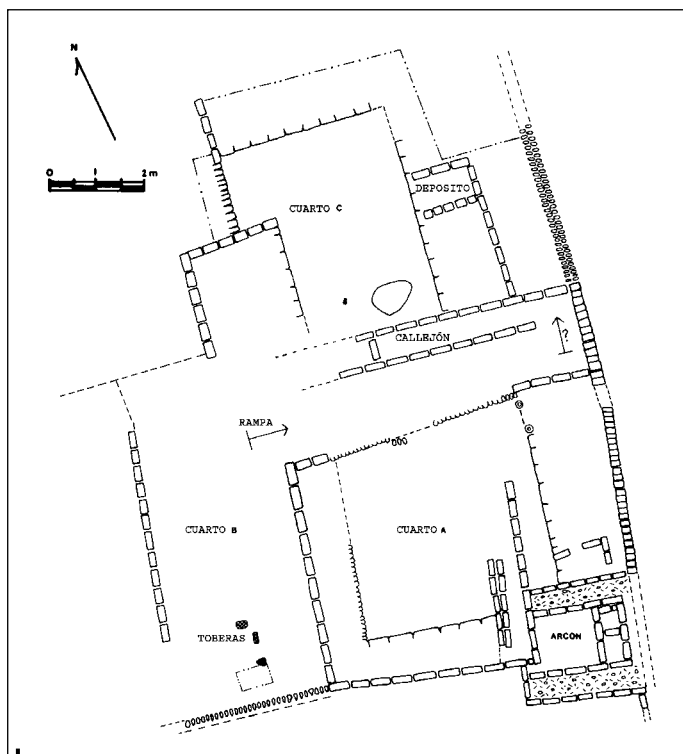 N
0 1 2 m
DEPOSITO
CUARTO C
CALLEJÓN
?
RAMPA
CUARTO B
CUARTO A
TOBERAS
ARCON